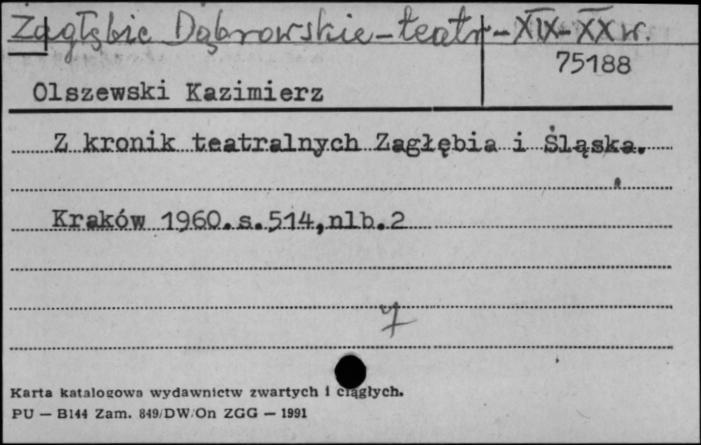 Zagłębie Dąbrowskie - teatr - XIX-XX w.
75188
Olszewski Kazimierz
Z kronik teatralnych Zagłębia i Śląska.
Kraków 1960.s.514,nlb.2
Karta katalogowa wydawnictw zwartych i ciągłych.
PU — B144 Zam. 849/DW/On ZGG — 1991